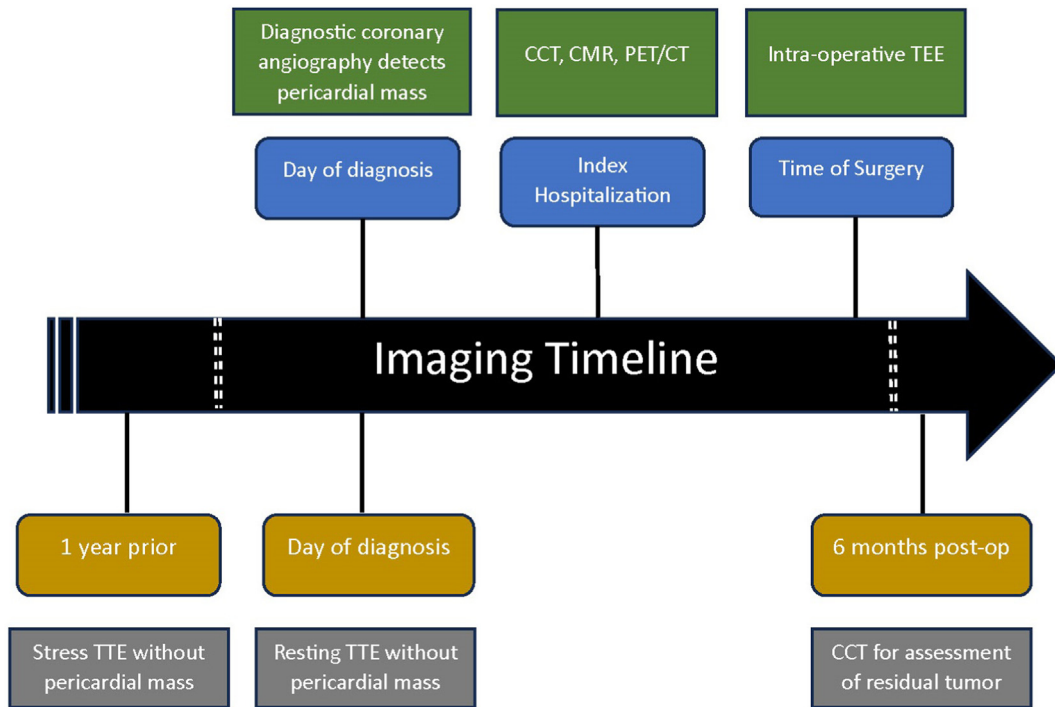 Diagnostic coronary
angiography detects
pericardial mass
CCT, CMR, PET/CT
Intra-operative TEE
Day of diagnosis
Index
Hospitalization
Time of Surgery
Imaging Timeline
1 year prior
Day of diagnosis
6 months post-op
Stress TTE without
pericardial mass
Resting TTE without
pericardial mass
CCT for assessment
of residual tumor